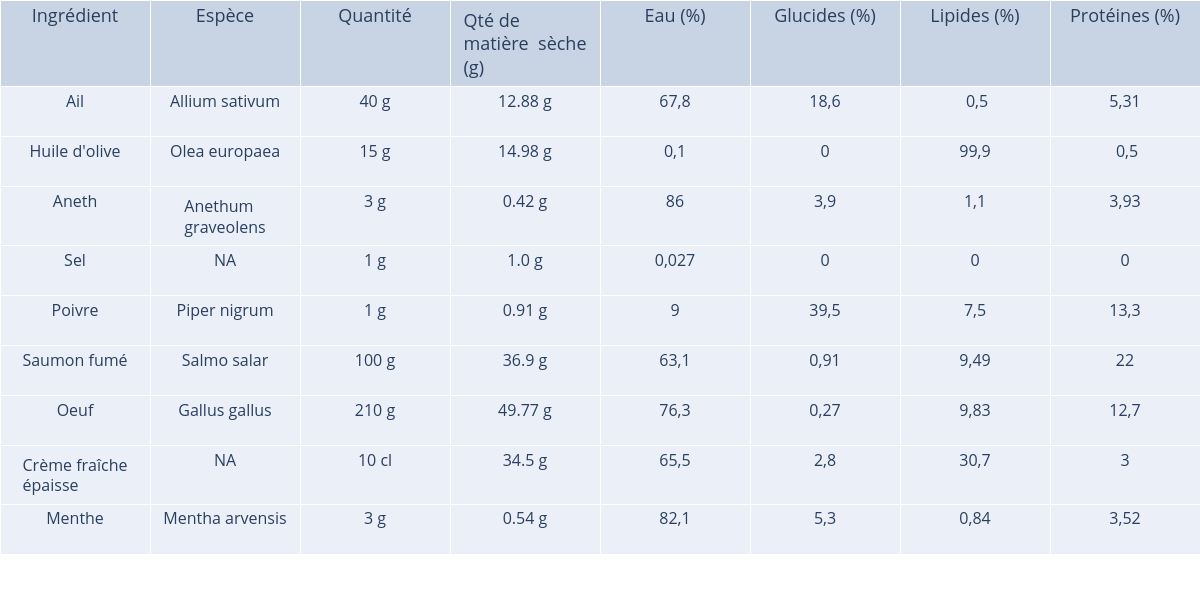 Ingrédient Espèce Quantité Qté de matière sèche (g) Eau (%) Glucides (%) Lipides (%) Protéines (%)
Ail Allium sativum 40 g 12.88 g 67,8 18,6 0,5 5,31
Huile d'olive Olea europaea 15 g 14.98 g 0,1 0 99,9 0,5
Aneth Anethum graveolens 3 g 0.42 g 86 3,9 1,1 3,93
Sel NA 1 g 1.0 g 0,027 0 0 0
Poivre Piper nigrum 1 g 0.91 g 9 39,5 7,5 13,3
Saumon fumé Salmo salar 100 g 36.9 g 63,1 0,91 9,49 22
Oeuf Gallus gallus 210 g 49.77 g 76,3 0,27 9,83 12,7
Crème fraîche épaisse NA 10 cl 34.5 g 65,5 2,8 30,7 3
Menthe Mentha arvensis 3 g 0.54 g 82,1 5,3 0,84 3,52